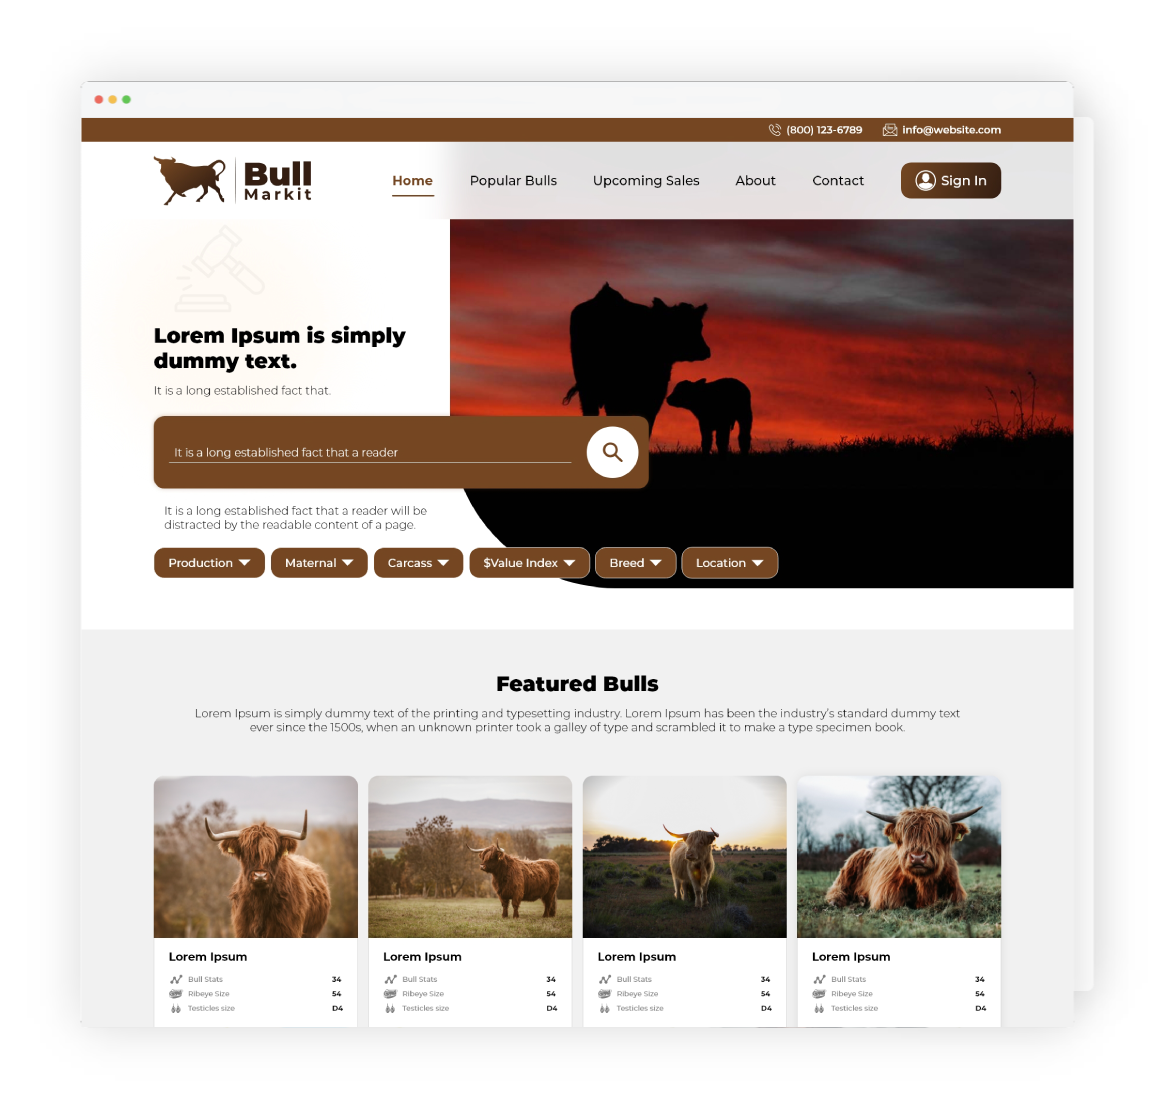 (800) 123-6789 info@website.com
Bull
Markit
Home Popular Bulls Upcoming Sales About Contact Sign In
Lorem Ipsum is simply
dummy text.
It is a long established fact that.
It is a long established fact that a reader
It is a long established fact that a reader will be
distracted by the readable content of a page.
Production Maternal Carcass $Value Index Breed Location
Featured Bulls
Lorem Ipsum is simply dummy text of the printing and typesetting industry. Lorem Ipsum has been the industry's standard dummy text
ever since the 1500s, when an unknown printer took a galley of type and scrambled it to make a type specimen book.
Lorem Ipsum
Bull Stats 34
Ribeye Size 54
Testicles size D4
Lorem Ipsum
Bull Stats 34
Ribeye Size 54
Testicles size D4
Lorem Ipsum
Bull Stats 34
Ribeye Size 54
Testicles size D4
Lorem Ipsum
Bull Stats 34
Ribeye Size 54
Testicles size D4